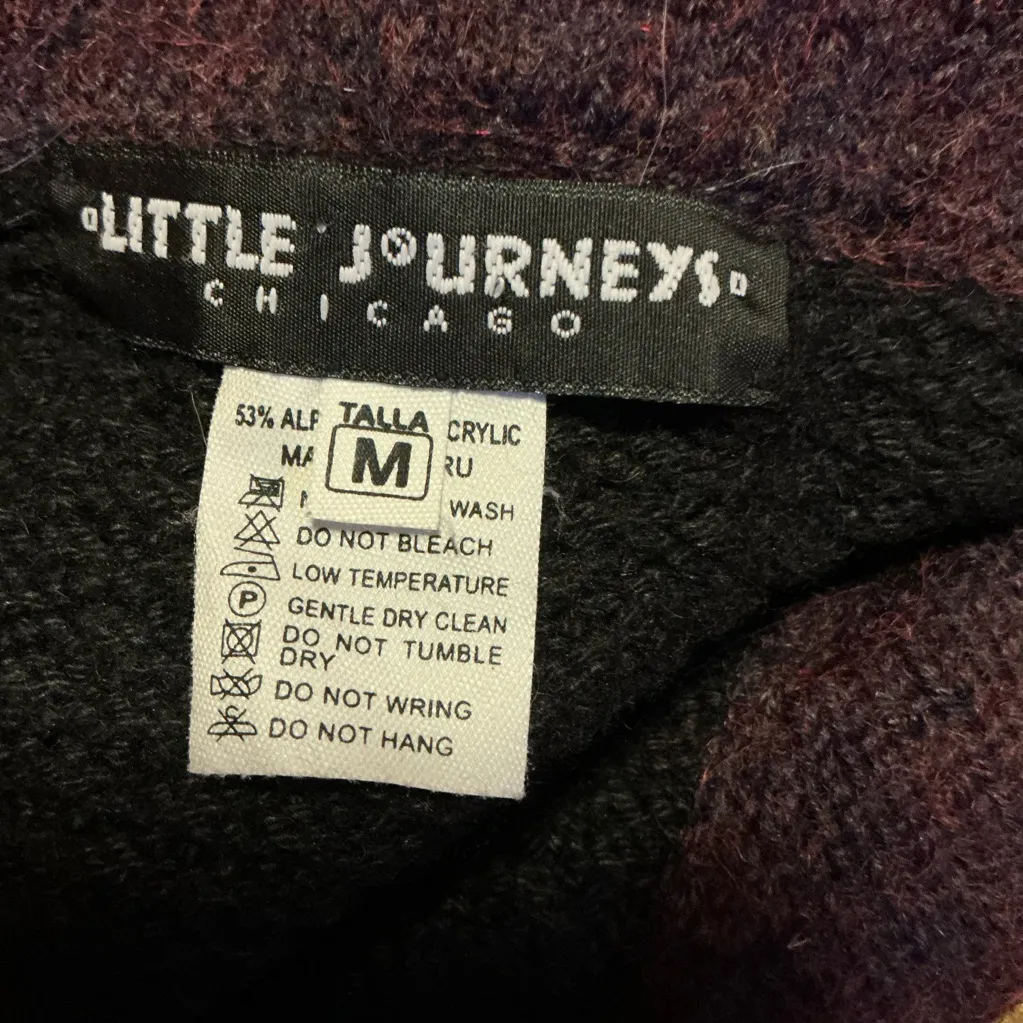 LITTLE JOURNEYS
CHICAGO
TALLA
M
53% ALP CRYLIC
MA RU
WASH
DO NOT BLEACH
LOW TEMPERATURE
P
GENTLE DRY CLEAN
DO NOT TUMBLE
DRY
DO NOT WRING
DO NOT HANG